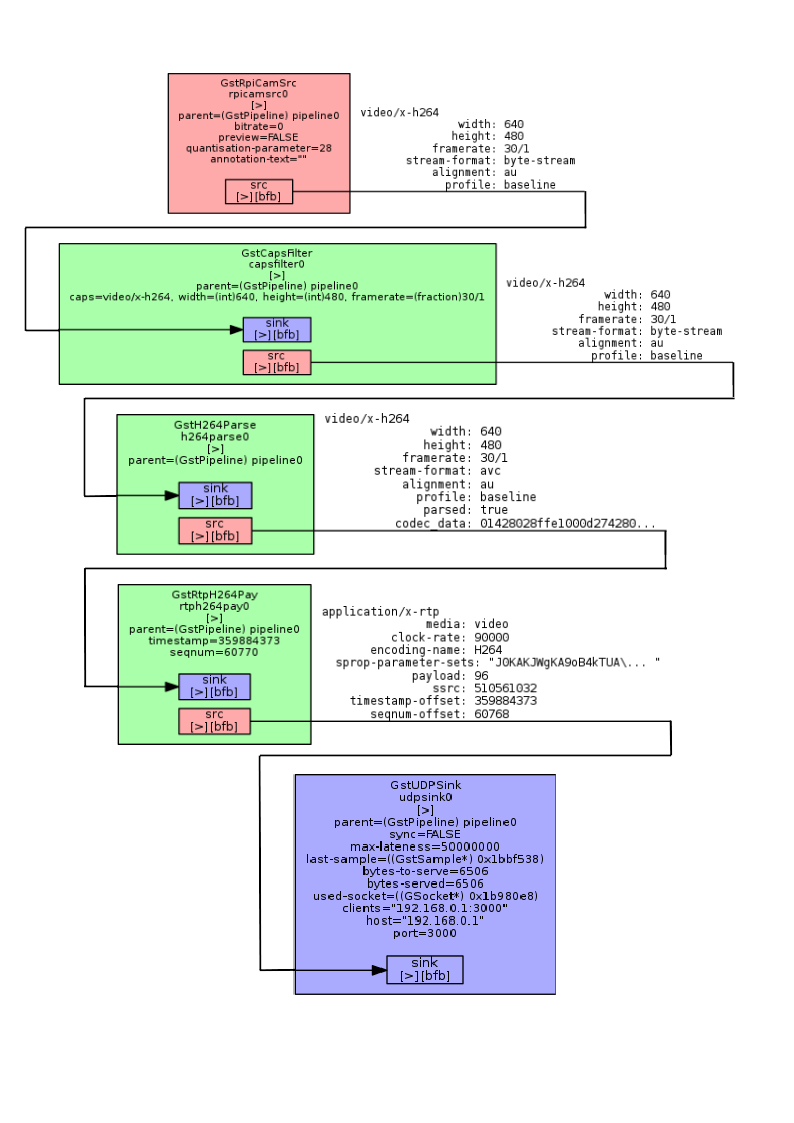 GstRpiCamSrc
rpicamsrc0
[>]
parent=(GstPipeline) pipeline0
bitrate=0
preview=FALSE
quantisation-parameter=28
annotation-text=""
src
[>][bfb]
video/x-h264
width: 640
height: 480
framerate: 30/1
stream-format: byte-stream
alignment: au
profile: baseline
GstCapsFilter
capsfilter0
[>]
parent=(GstPipeline) pipeline0
caps=video/x-h264, width=(int)640, height=(int)480, framerate=(fraction)30/1
sink
[>][bfb]
src
[>][bfb]
video/x-h264
width: 640
height: 480
framerate: 30/1
stream-format: byte-stream
alignment: au
profile: baseline
GstH264Parse
h264parse0
[>]
parent=(GstPipeline) pipeline0
sink
[>][bfb]
src
[>][bfb]
video/x-h264
width: 640
height: 480
framerate: 30/1
stream-format: avc
alignment: au
profile: baseline
parsed: true
codec_data: 01428028ffe1000d274280...
GstRtpH264Pay
rtph264pay0
[>]
parent=(GstPipeline) pipeline0
timestamp=359884373
seqnum=60770
sink
[>][bfb]
src
[>][bfb]
application/x-rtp
media: video
clock-rate: 90000
encoding-name: H264
sprop-parameter-sets: "J0KAKJWgKA9oB4kTUA\... "
payload: 96
ssrc: 510561032
timestamp-offset: 359884373
seqnum-offset: 60768
GstUDPSink
udpsink0
[>]
parent=(GstPipeline) pipeline0
sync=FALSE
max-lateness=50000000
last-sample=((GstSample*) 0x1bbf538)
bytes-to-serve=6506
bytes-served=6506
used-socket=((GSocket*) 0x1b980e8)
clients="192.168.0.1:3000"
host="192.168.0.1"
port=3000
sink
[>][bfb]